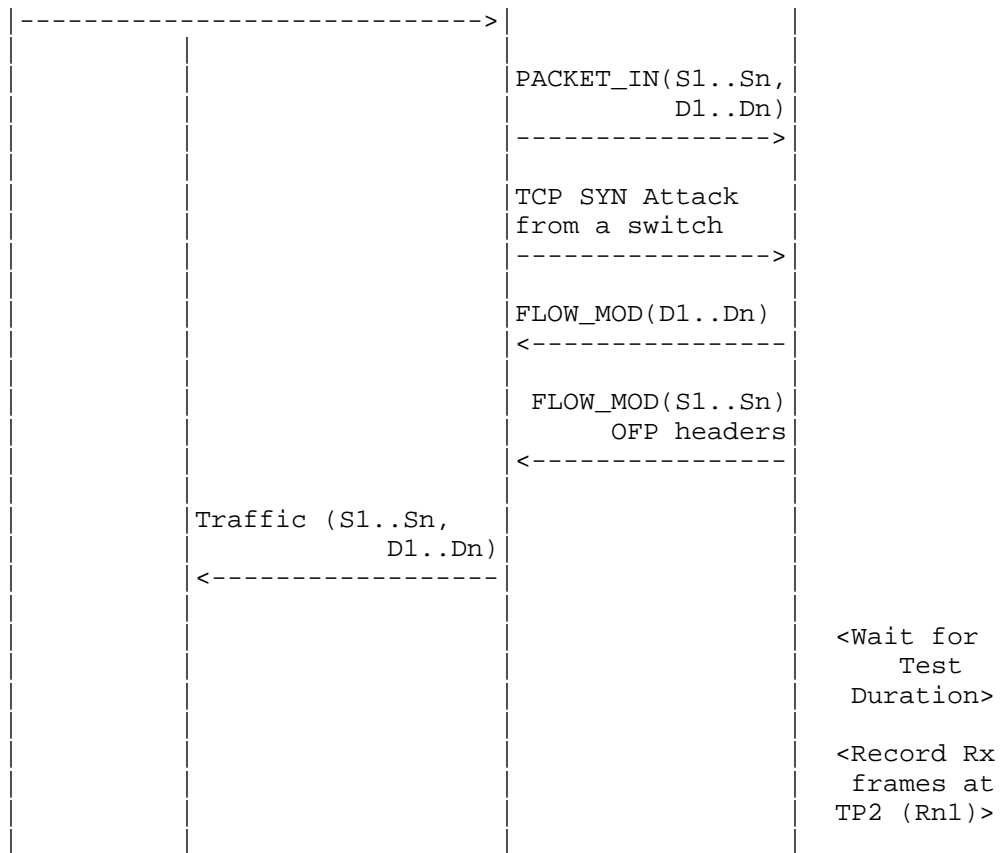 PACKET_IN(S1..Sn,
D1..Dn)
TCP SYN Attack
from a switch
FLOW_MOD(D1..Dn)
FLOW_MOD(S1..Sn)
OFP headers
Traffic (S1..Sn,
D1..Dn)
<Wait for
Test
Duration>
<Record Rx
frames at
TP2 (Rn1)>